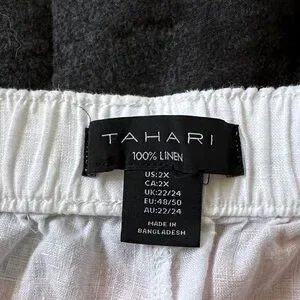 TAHARI
100% LINEN
US:2X
CA:2X
UK:22/24
EU:48/50
AU:22/24
MADE IN
BANGLADESH